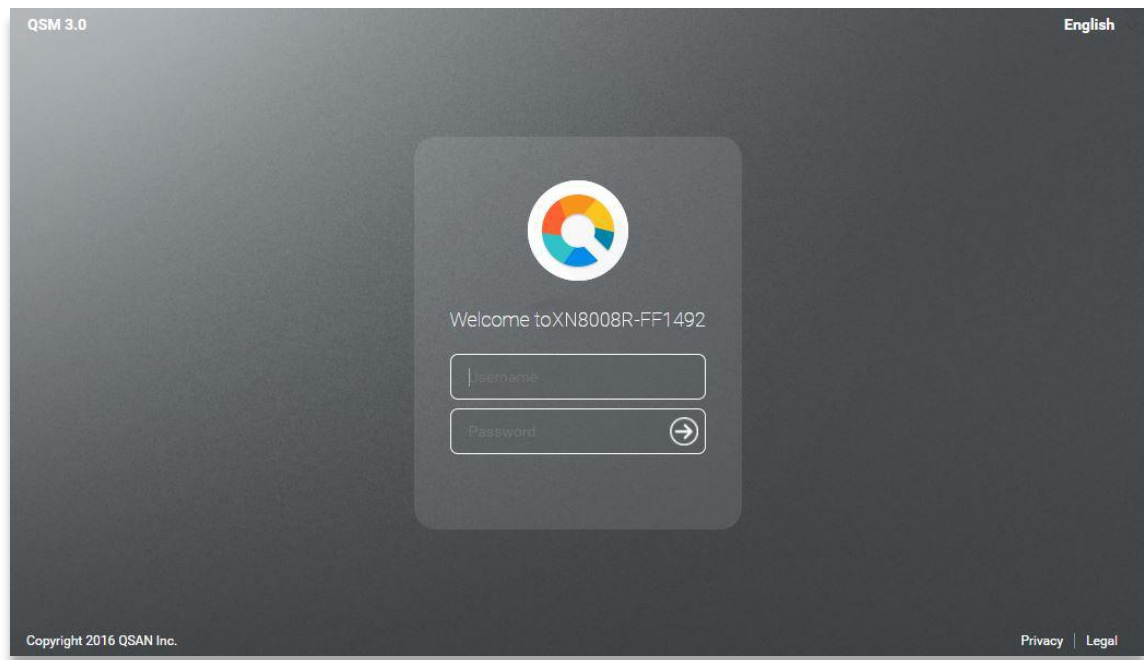 QSM 3.0
English
Welcome toXN8008R-FF1492
Username
Password
Copyright 2016 QSAN Inc.
Privacy | Legal